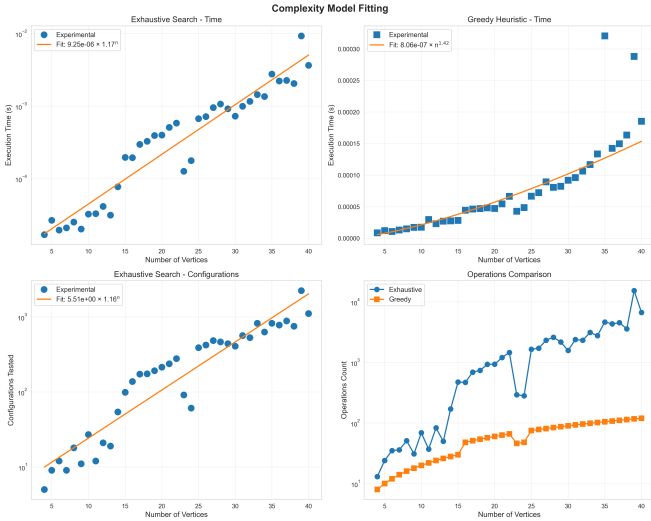 Complexity Model Fitting
Exhaustive Search - Time
Execution Time (s)
10⁻²
10⁻³
10⁻⁴
Experimental
Fit: 9.25e-06 × 1.17ⁿ
5 10 15 20 25 30 35 40
Number of Vertices
Greedy Heuristic - Time
Execution Time (s)
0.00030
0.00025
0.00020
0.00015
0.00010
0.00005
0.00000
Experimental
Fit: 8.06e-07 × n¹·⁴²
5 10 15 20 25 30 35 40
Number of Vertices
Exhaustive Search - Configurations
Configurations Tested
10³
10²
10¹
Experimental
Fit: 5.51e+00 × 1.16ⁿ
5 10 15 20 25 30 35 40
Number of Vertices
Operations Comparison
Operations Count
10⁴
10³
10²
10¹
Exhaustive
Greedy
5 10 15 20 25 30 35 40
Number of Vertices